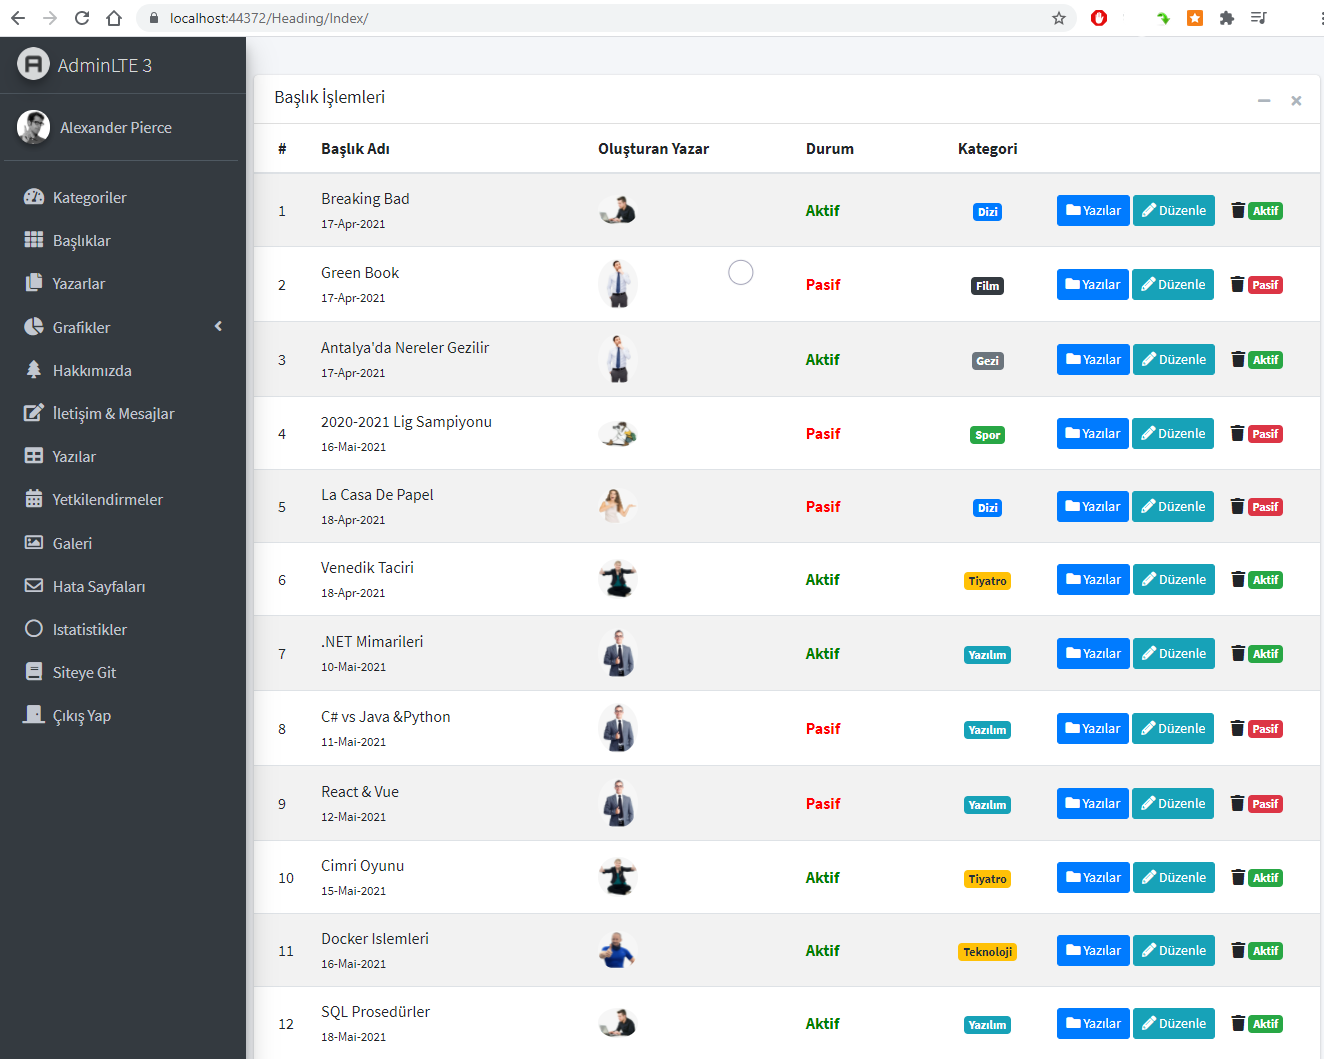 localhost:44372/Heading/Index/
AdminLTE 3
Alexander Pierce
Kategoriler
Başlıklar
Yazarlar
Grafikler
Hakkımızda
İletişim & Mesajlar
Yazılar
Yetkilendirmeler
Galeri
Hata Sayfaları
Istatistikler
Siteye Git
Çıkış Yap
Başlık İşlemleri
# Başlık Adı Oluşturan Yazar Durum Kategori
1 Breaking Bad Aktif Dizi Yazılar Düzenle Aktif
17-Apr-2021
2 Green Book Pasif Film Yazılar Düzenle Pasif
17-Apr-2021
3 Antalya'da Nereler Gezilir Aktif Gezi Yazılar Düzenle Aktif
17-Apr-2021
4 2020-2021 Lig Sampiyonu Pasif Spor Yazılar Düzenle Pasif
16-Mai-2021
5 La Casa De Papel Pasif Dizi Yazılar Düzenle Pasif
18-Apr-2021
6 Venedik Taciri Aktif Tiyatro Yazılar Düzenle Aktif
18-Apr-2021
7 .NET Mimarileri Aktif Yazılım Yazılar Düzenle Aktif
10-Mai-2021
8 C# vs Java &Python Pasif Yazılım Yazılar Düzenle Pasif
11-Mai-2021
9 React & Vue Pasif Yazılım Yazılar Düzenle Pasif
12-Mai-2021
10 Cimri Oyunu Aktif Tiyatro Yazılar Düzenle Aktif
15-Mai-2021
11 Docker Islemleri Aktif Teknoloji Yazılar Düzenle Aktif
16-Mai-2021
12 SQL Prosedürler Aktif Yazılım Yazılar Düzenle Aktif
18-Mai-2021